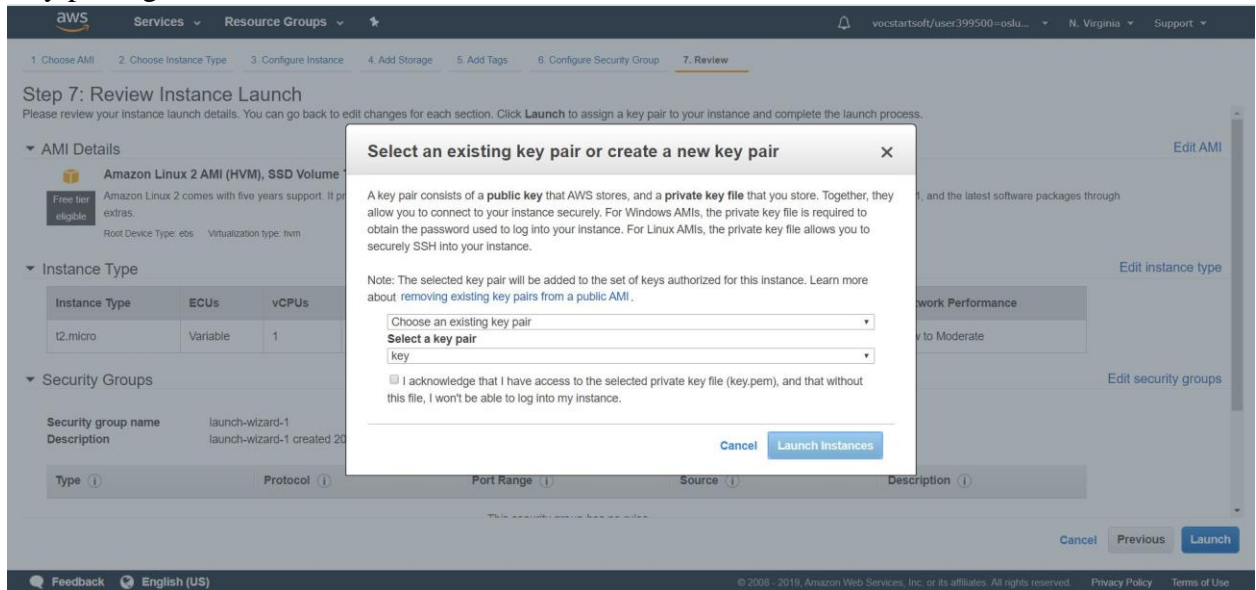 aws Services Resource Groups vocstartsoft/user399500=oslu... N. Virginia Support
1. Choose AMI 2. Choose Instance Type 3. Configure Instance 4. Add Storage 5. Add Tags 6. Configure Security Group 7. Review
Step 7: Review Instance Launch
Please review your instance launch details. You can go back to edit changes for each section. Click Launch to assign a key pair to your instance and complete the launch process.
AMI Details Edit AMI
Amazon Linux 2 AMI (HVM), SSD Volume
Free tier eligible
Amazon Linux 2 comes with five years support. It 1, and the latest software packages through
extras.
Root Device Type: ebs Virtualization type: hvm
Instance Type Edit instance type
Instance Type ECUs vCPUs Performance
t2.micro Variable 1 to Moderate
Security Groups Edit security groups
Security group name launch-wizard-1
Description launch-wizard-1 created 20
Type Protocol Port Range Source Description
Select an existing key pair or create a new key pair
A key pair consists of a public key that AWS stores, and a private key file that you store. Together, they
allow you to connect to your instance securely. For Windows AMIs, the private key file is required to
obtain the password used to log into your instance. For Linux AMIs, the private key file allows you to
securely SSH into your instance.
Note: The selected key pair will be added to the set of keys authorized for this instance. Learn more
about removing existing key pairs from a public AMI.
Choose an existing key pair
Select a key pair
key
I acknowledge that I have access to the selected private key file (key.pem), and that without
this file, I won't be able to log into my instance.
Cancel Launch Instances
Cancel Previous Launch
Feedback English (US) © 2008 - 2019, Amazon Web Services, Inc. or its affiliates. All rights reserved. Privacy Policy Terms of Use